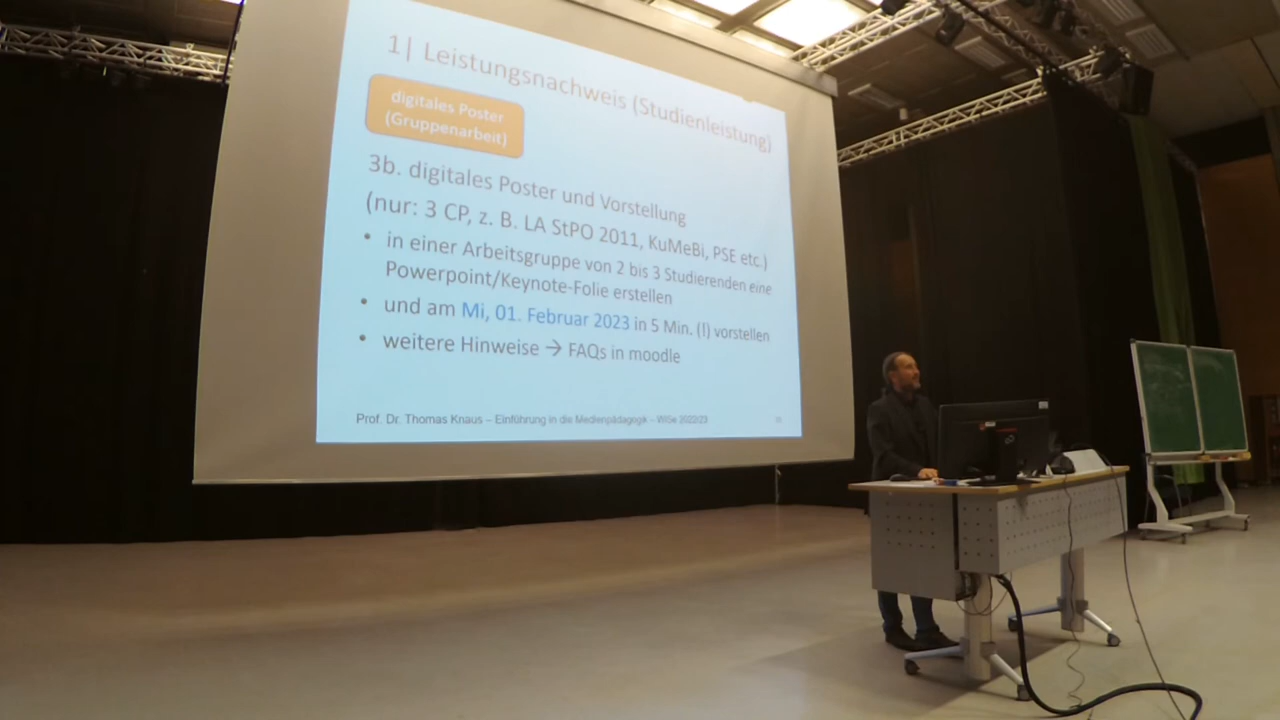 1| Leistungsnachweis (Studienleistung)
digitales Poster
(Gruppenarbeit)
3b. digitales Poster und Vorstellung
(nur: 3 CP, z. B. LA StPO 2011, KuMeBi, PSE etc.)
• in einer Arbeitsgruppe von 2 bis 3 Studierenden eine
Powerpoint/Keynote-Folie erstellen
• und am Mi, 01. Februar 2023 in 5 Min. (!) vorstellen
• weitere Hinweise → FAQs in moodle
Prof. Dr. Thomas Knaus – Einführung in die Medienpädagogik – WiSe 2022/23